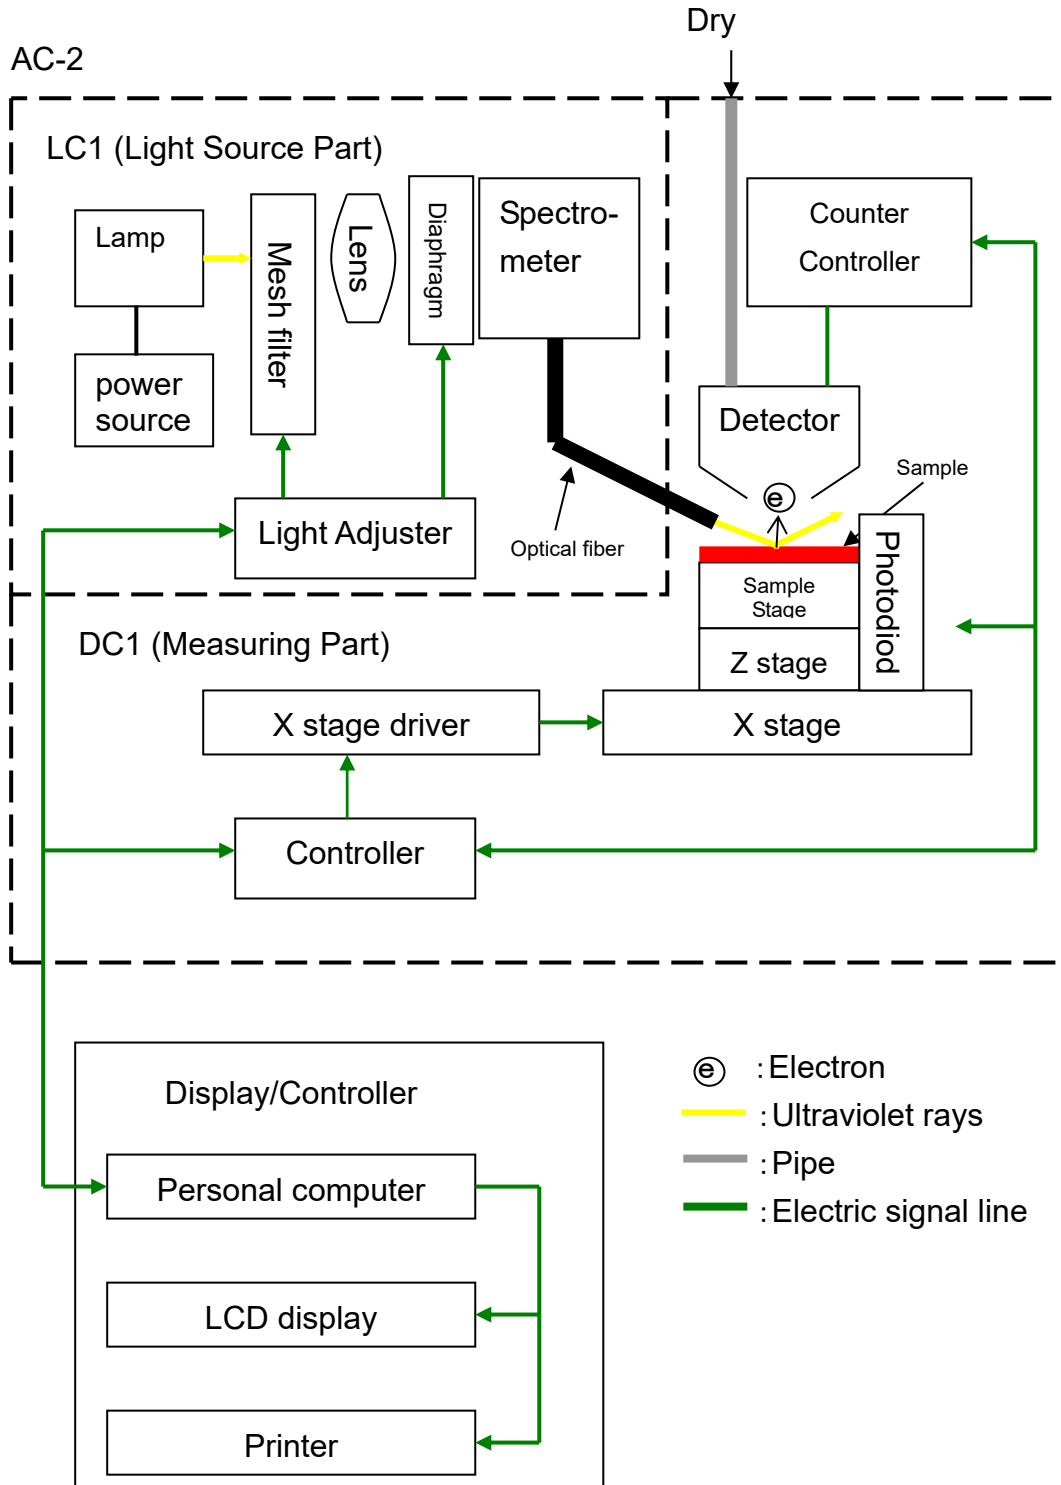 Dry
AC-2
LC1 (Light Source Part)
Lamp
power
source
Mesh filter
Lens
Diaphragm
Spectro-
meter
Counter
Controller
Detector
e
Sample
Optical fiber
Light Adjuster
Photodiod
Sample
Stage
Z stage
DC1 (Measuring Part)
X stage driver
X stage
Controller
Display/Controller
Personal computer
LCD display
Printer
e : Electron
: Ultraviolet rays
: Pipe
: Electric signal line